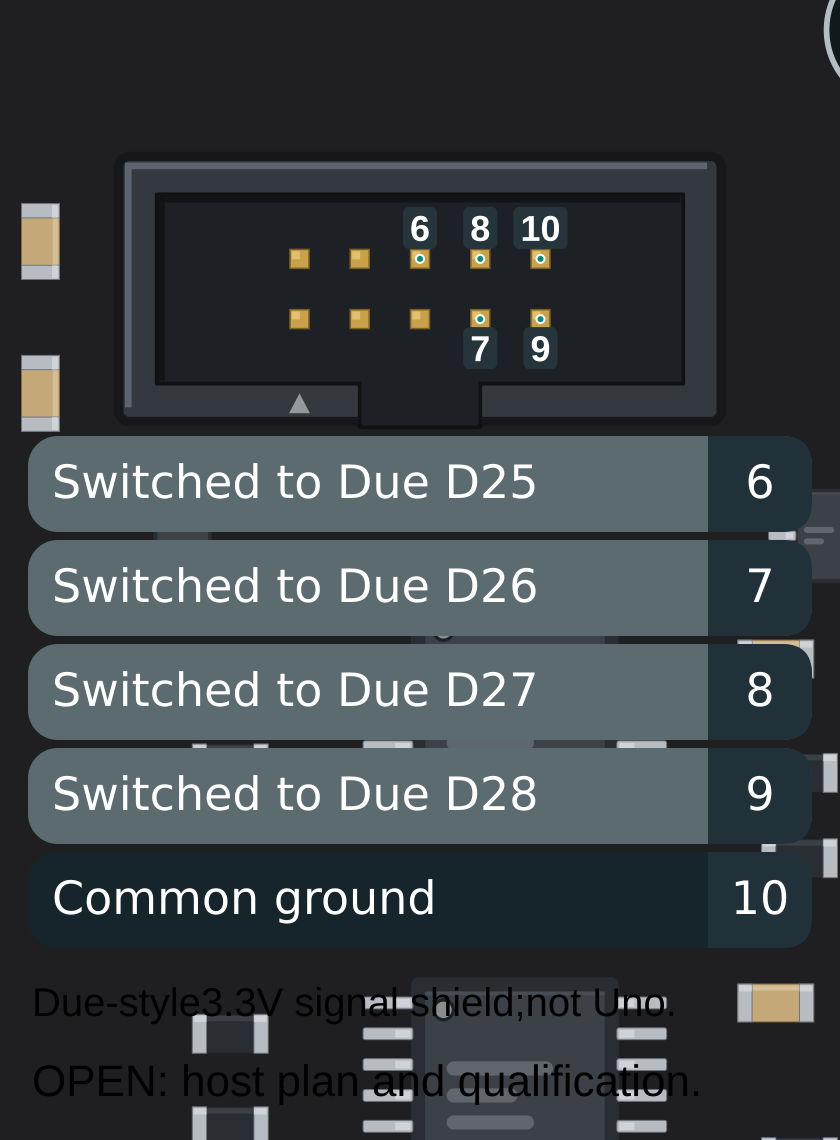 6 8 10
7 9
Switched to Due D25 6
Switched to Due D26 7
Switched to Due D27 8
Switched to Due D28 9
Common ground 10
Due-style3.3V signal shield;not Uno.
OPEN: host plan and qualification.